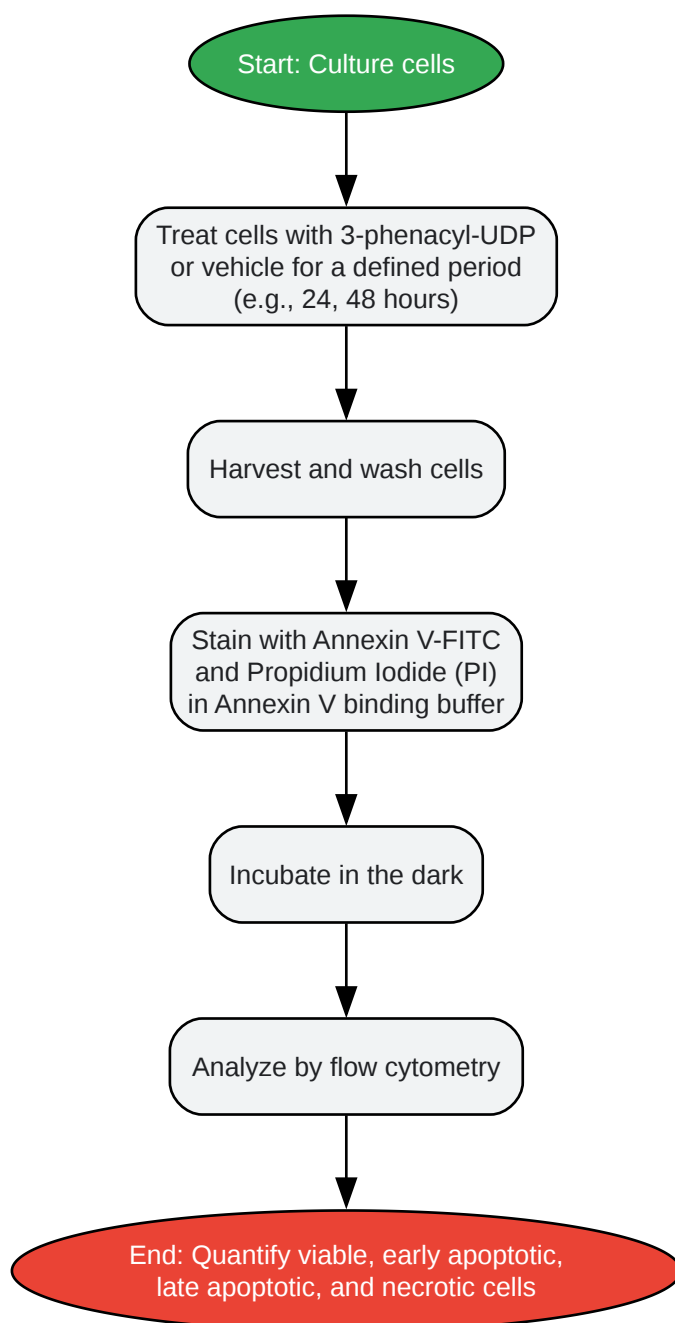 Start: Culture cells
Treat cells with 3-phenacyl-UDP
or vehicle for a defined period
(e.g., 24, 48 hours)
Harvest and wash cells
Stain with Annexin V-FITC
and Propidium Iodide (PI)
in Annexin V binding buffer
Incubate in the dark
Analyze by flow cytometry
End: Quantify viable, early apoptotic,
late apoptotic, and necrotic cells